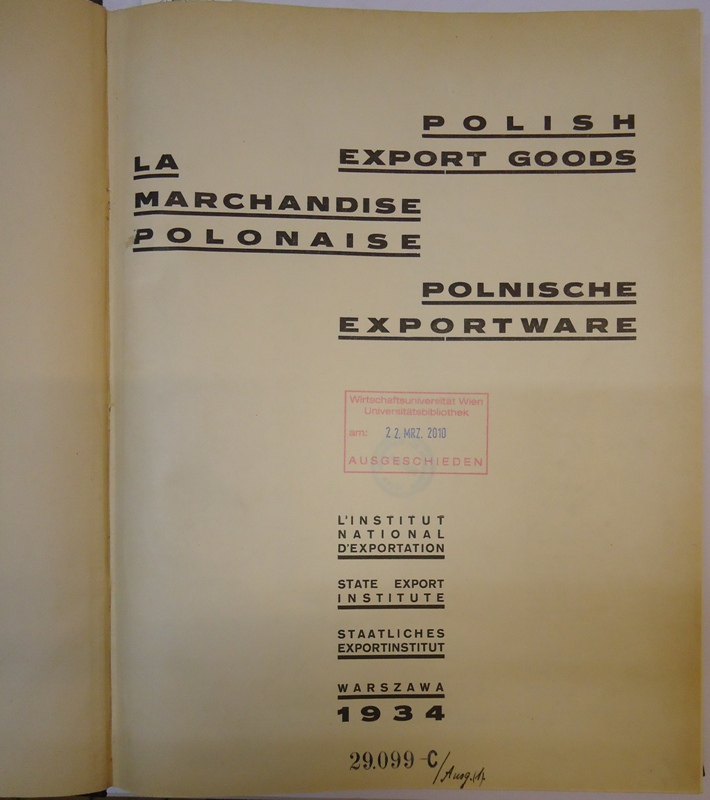 POLISH
EXPORT GOODS
LA
MARCHANDISE
POLONAISE
POLNISCHE
EXPORTWARE
Wirtschaftsuniversität Wien
Universitätsbibliothek
am: 22. MRZ. 2010
AUSGESCHIEDEN
L'INSTITUT
NATIONAL
D'EXPORTATION
STATE EXPORT
INSTITUTE
STAATLICHES
EXPORTINSTITUT
WARSZAWA
1934
29.099-C/